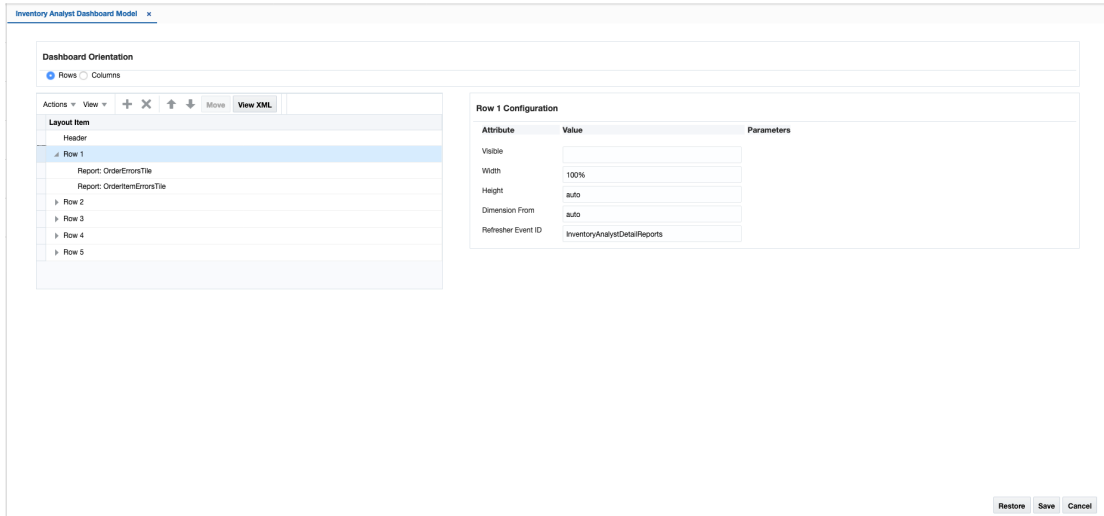 Inventory Analyst Dashboard Model ×
Dashboard Orientation
Rows Columns
Actions View Move View XML
Layout Item
Header
Row 1
Report: OrderErrorsTile
Report: OrderItemErrorsTile
Row 2
Row 3
Row 4
Row 5
Row 1 Configuration
Attribute Value Parameters
Visible
Width 100%
Height auto
Dimension From auto
Refresher Event ID InventoryAnalystDetailReports
Restore Save Cancel